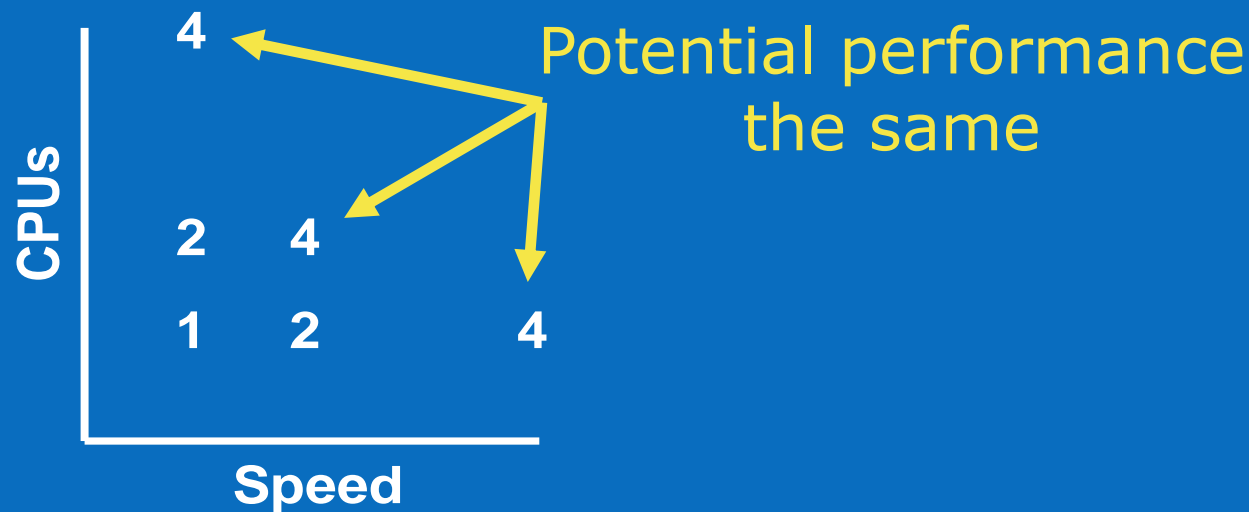 4
Potential performance
the same
CPUs
2 4
1 2 4
Speed